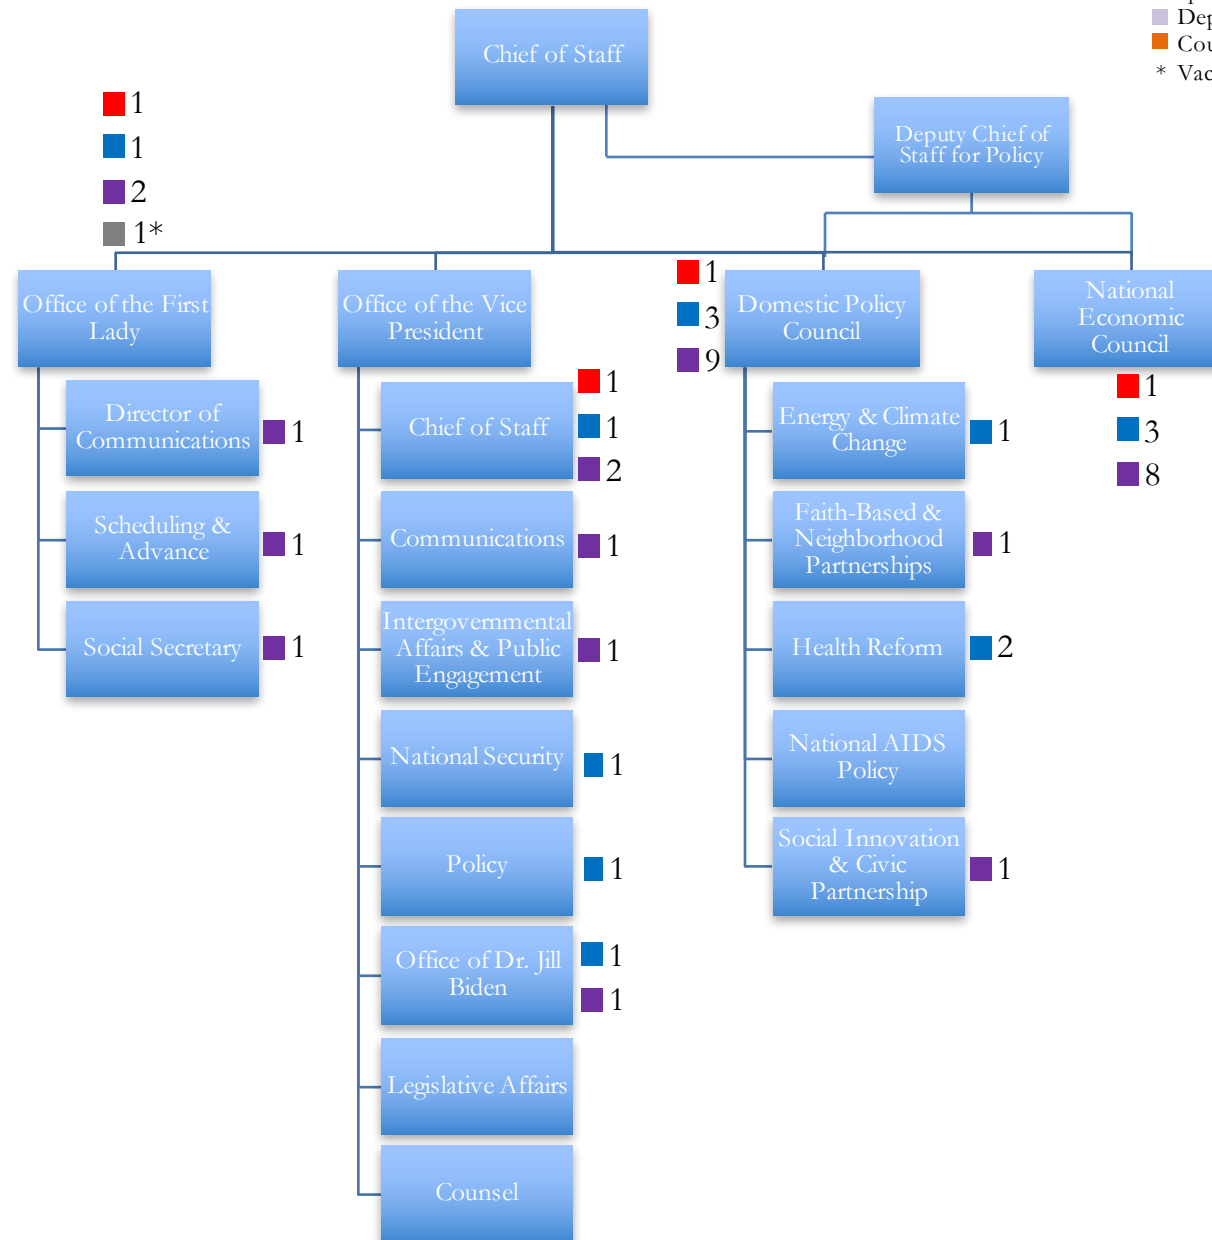 Chief of Staff
Dep
Cou
* Vac
Deputy Chief of
Staff for Policy
1
1
2
1*
Office of the First
Lady
Director of
Communications
1
Scheduling &
Advance
1
Social Secretary
1
Office of the Vice
President
Chief of Staff
1
1
2
Communications
1
Intergovernmental
Affairs & Public
Engagement
1
National Security
1
Policy
1
Office of Dr. Jill
Biden
1
1
Legislative Affairs
Counsel
1
3
9
Domestic Policy
Council
Energy & Climate
Change
1
Faith-Based &
Neighborhood
Partnerships
1
Health Reform
2
National AIDS
Policy
Social Innovation
& Civic
Partnership
1
National
Economic
Council
1
3
8